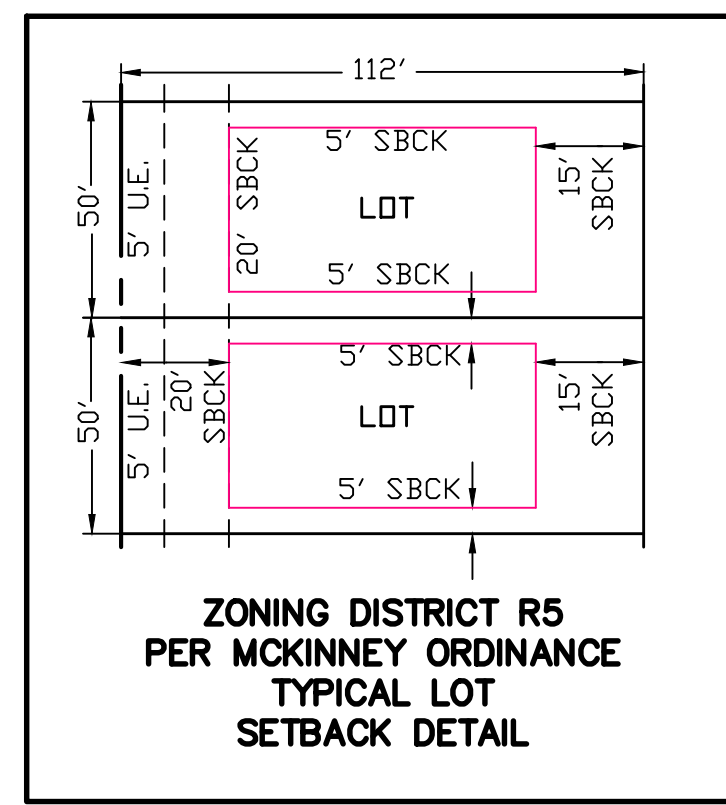 112'
50'
5' U.E.
20' SBCK
5' SBCK
LOT
5' SBCK
15'
SBCK
50'
5' U.E.
20'
SBCK
5' SBCK
LOT
5' SBCK
15'
SBCK
ZONING DISTRICT R5
PER MCKINNEY ORDINANCE
TYPICAL LOT
SETBACK DETAIL